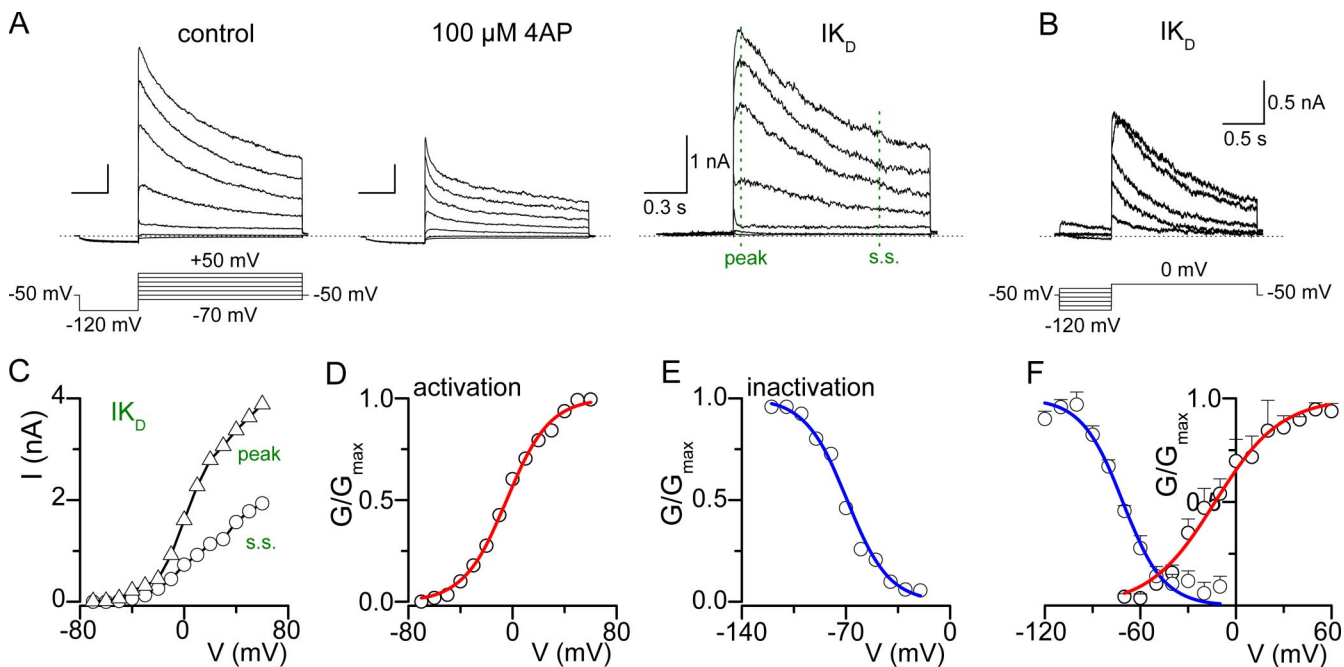 A
control
100 µM 4AP
IK_D
B
IK_D
1 nA
0.3 s
peak
s.s.
0.5 nA
0.5 s
+50 mV
-50 mV
-50 mV
-120 mV
-70 mV
0 mV
-50 mV
-50 mV
-120 mV
C
IK_D
peak
s.s.
I (nA)
4
2
0
-80
0
80
V (mV)
D
activation
G/G_max
1.0
0.5
0.0
-80
0
80
V (mV)
E
inactivation
G/G_max
1.0
0.5
0.0
-140
-70
0
V (mV)
F
G/G_max
1.0
0.5
-120
-60
0
60
V (mV)